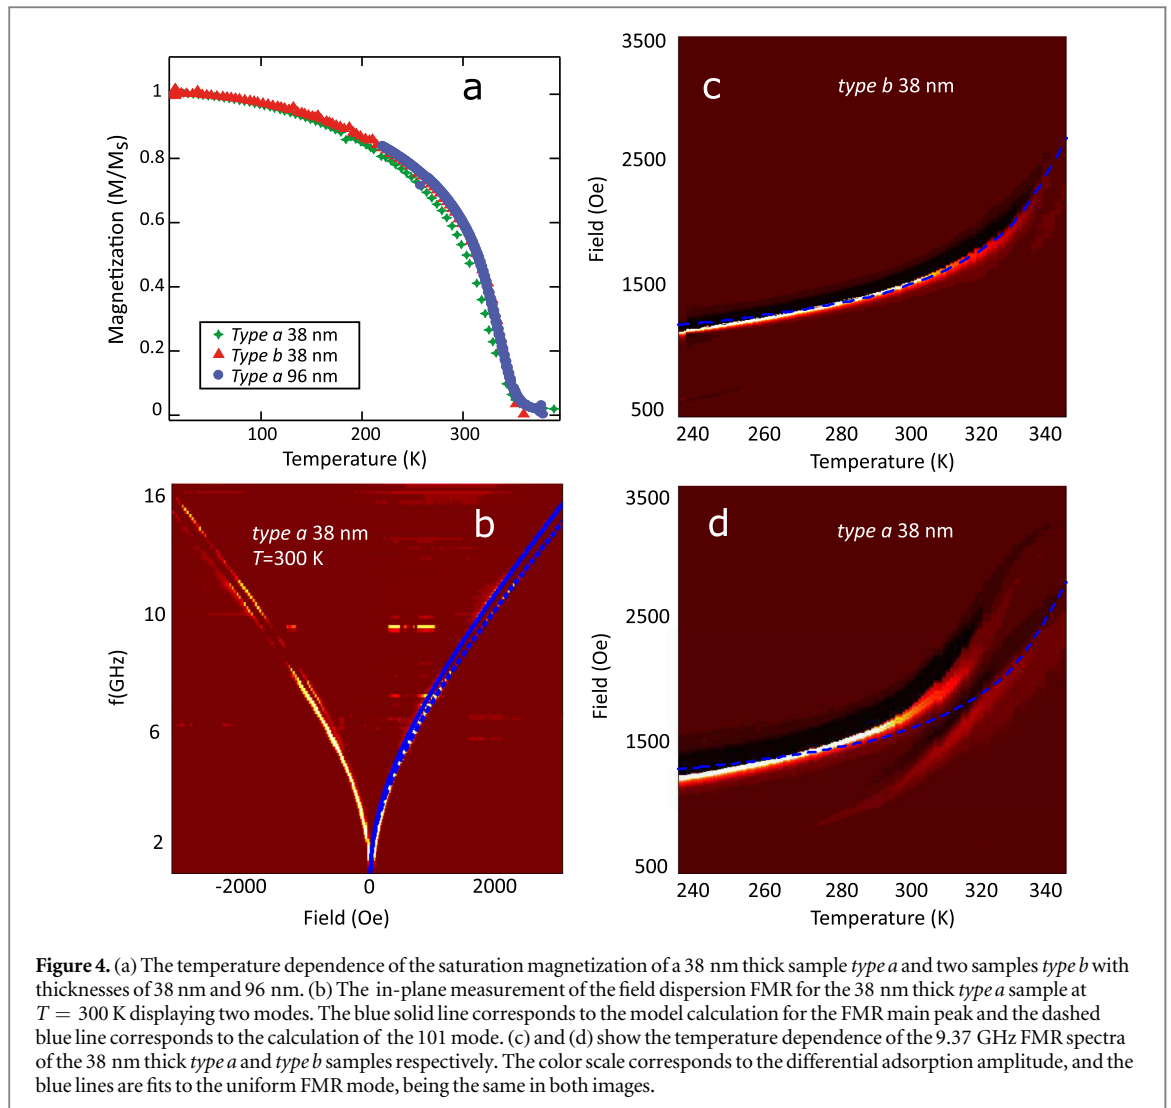 a
1
0.8
0.6
0.4
0.2
0
Magnetization (M/M_S)
Type a 38 nm
Type b 38 nm
Type a 96 nm
100 200 300
Temperature (K)
c
type b 38 nm
3500
2500
1500
500
Field (Oe)
240 260 280 300 320 340
Temperature (K)
b
type a 38 nm
T=300 K
16
10
6
2
f(GHz)
-2000 0 2000
Field (Oe)
d
type a 38 nm
3500
2500
1500
500
Field (Oe)
240 260 280 300 320 340
Temperature (K)
Figure 4. (a) The temperature dependence of the saturation magnetization of a 38 nm thick sample type a and two samples type b with
thicknesses of 38 nm and 96 nm. (b) The in-plane measurement of the field dispersion FMR for the 38 nm thick type a sample at
T = 300 K displaying two modes. The blue solid line corresponds to the model calculation for the FMR main peak and the dashed
blue line corresponds to the calculation of the 101 mode. (c) and (d) show the temperature dependence of the 9.37 GHz FMR spectra
of the 38 nm thick type a and type b samples respectively. The color scale corresponds to the differential adsorption amplitude, and the
blue lines are fits to the uniform FMR mode, being the same in both images.